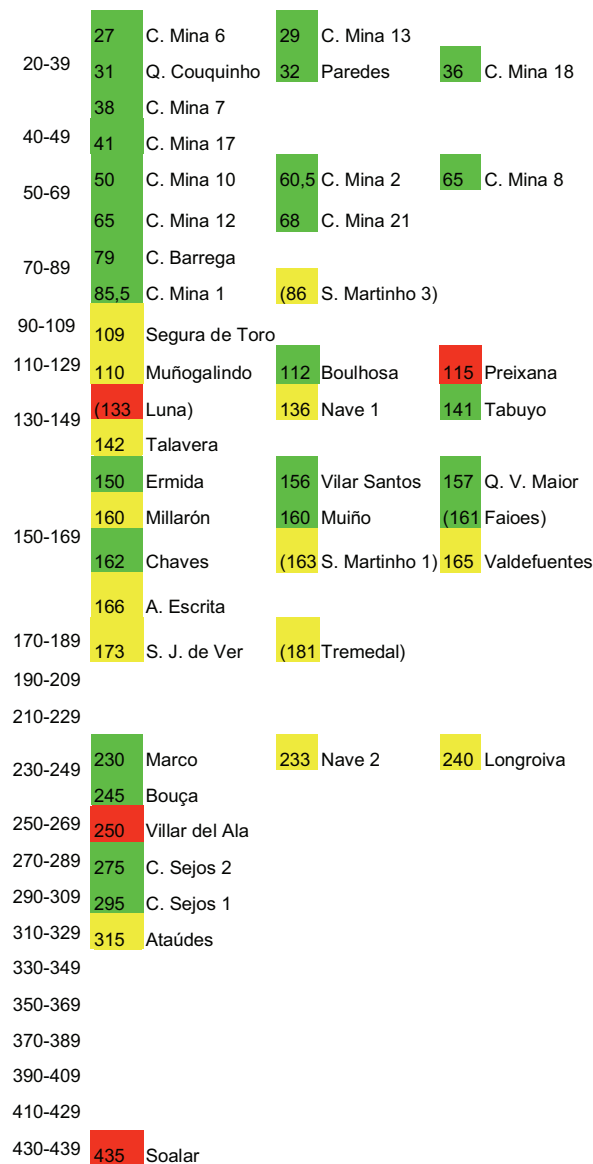 27 C. Mina 6 29 C. Mina 13
20-39 31 Q. Couquinho 32 Paredes 36 C. Mina 18
38 C. Mina 7
40-49 41 C. Mina 17
50 C. Mina 10 60,5 C. Mina 2 65 C. Mina 8
50-69
65 C. Mina 12 68 C. Mina 21
79 C. Barrega
70-89
85,5 C. Mina 1 (86 S. Martinho 3)
90-109 109 Segura de Toro
110-129 110 Muñogalindo 112 Boulhosa 115 Preixana
(133 Luna) 136 Nave 1 141 Tabuyo
130-149
142 Talavera
150 Ermida 156 Vilar Santos 157 Q. V. Maior
160 Millarón 160 Muiño (161 Faioes)
150-169
162 Chaves (163 S. Martinho 1) 165 Valdefuentes
166 A. Escrita
170-189 173 S. J. de Ver (181 Tremedal)
190-209
210-229
230 Marco 233 Nave 2 240 Longroiva
230-249
245 Bouça
250-269 250 Villar del Ala
270-289 275 C. Sejos 2
290-309 295 C. Sejos 1
310-329 315 Ataúdes
330-349
350-369
370-389
390-409
410-429
430-439 435 Soalar